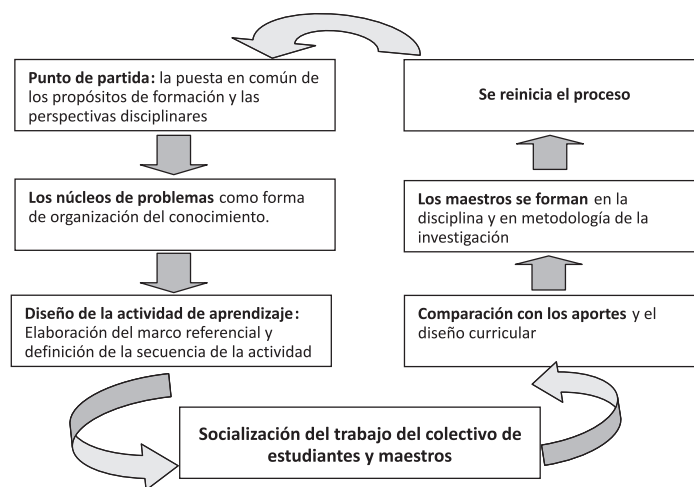 Punto de partida: la puesta en común de
los propósitos de formación y las
perspectivas disciplinares
Los núcleos de problemas como forma
de organización del conocimiento.
Diseño de la actividad de aprendizaje:
Elaboración del marco referencial y
definición de la secuencia de la actividad
Socialización del trabajo del colectivo de
estudiantes y maestros
Comparación con los aportes y el
diseño curricular
Los maestros se forman en la
disciplina y en metodología de la
investigación
Se reinicia el proceso